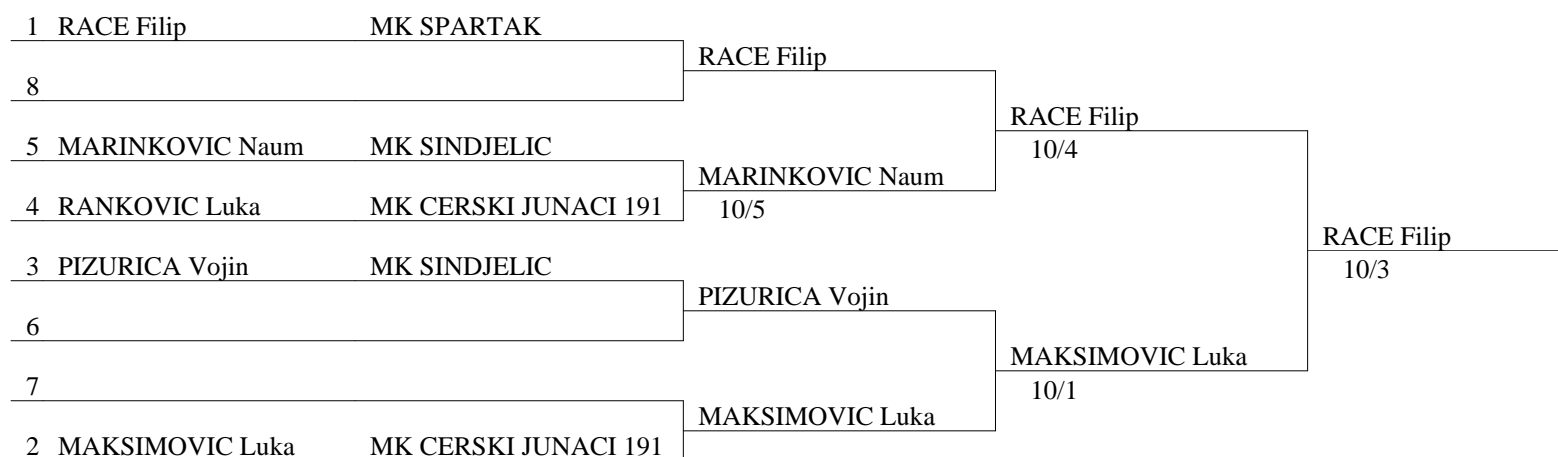 1 RACE Filip MK SPARTAK
RACE Filip
8
RACE Filip
10/4
5 MARINKOVIC Naum MK SINDJELIC
MARINKOVIC Naum
10/5
4 RANKOVIC Luka MK CERSKI JUNACI 191
RACE Filip
10/3
3 PIZURICA Vojin MK SINDJELIC
PIZURICA Vojin
6
MAKSIMOVIC Luka
10/1
7
MAKSIMOVIC Luka
2 MAKSIMOVIC Luka MK CERSKI JUNACI 191